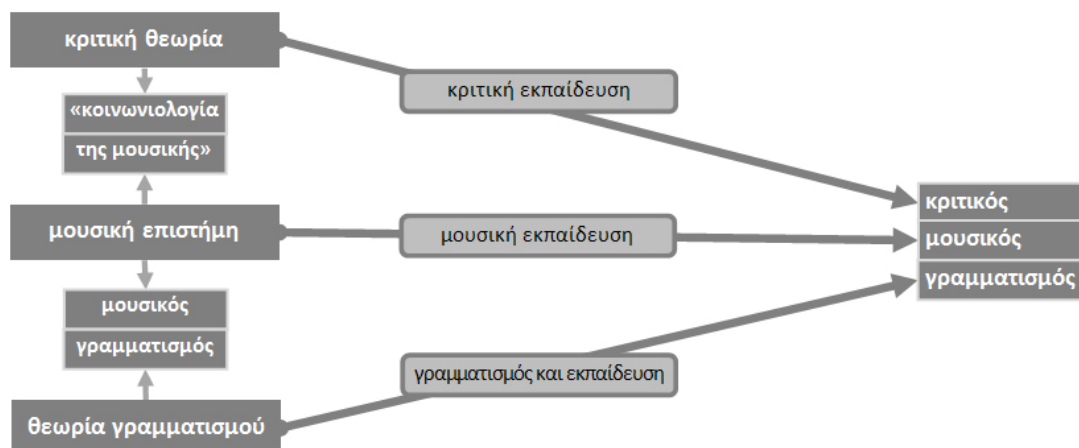 κριτική θεωρία
κριτική εκπαίδευση
«κοινωνιολογία
της μουσικής»
κριτικός
μουσική επιστήμη
μουσική εκπαίδευση
μουσικός
γραμματισμός
μουσικός
γραμματισμός
γραμματισμός και εκπαίδευση
θεωρία γραμματισμού